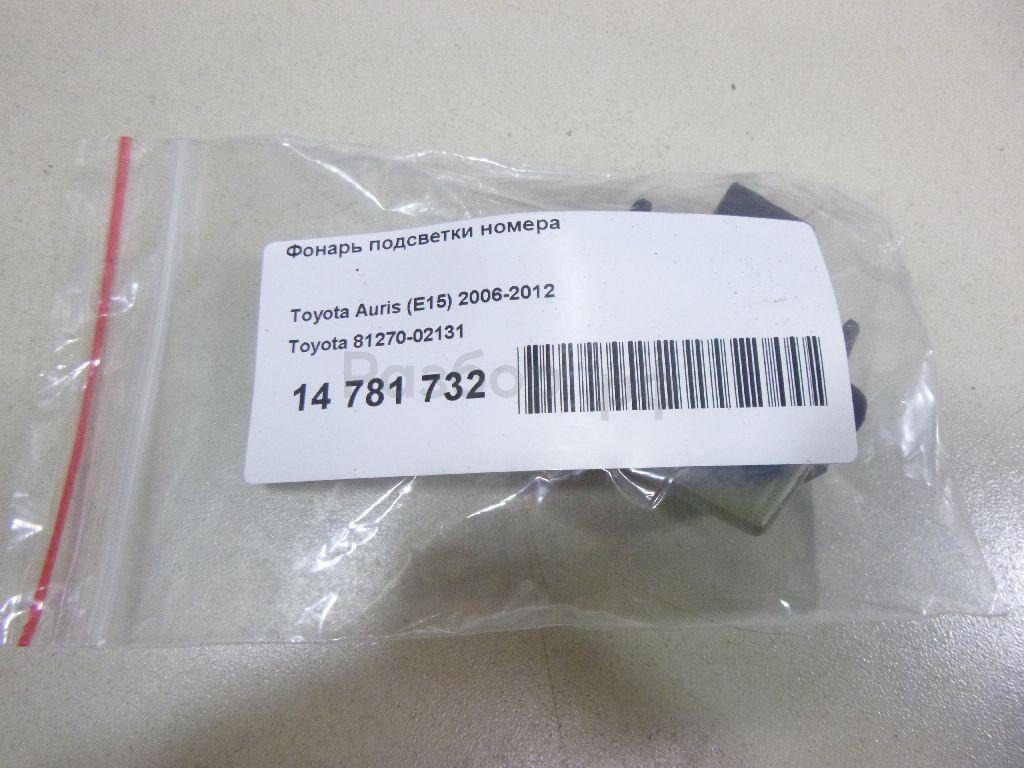 Фонарь подсветки номера
Toyota Auris (E15) 2006-2012
Toyota 81270-02131
14 781 732